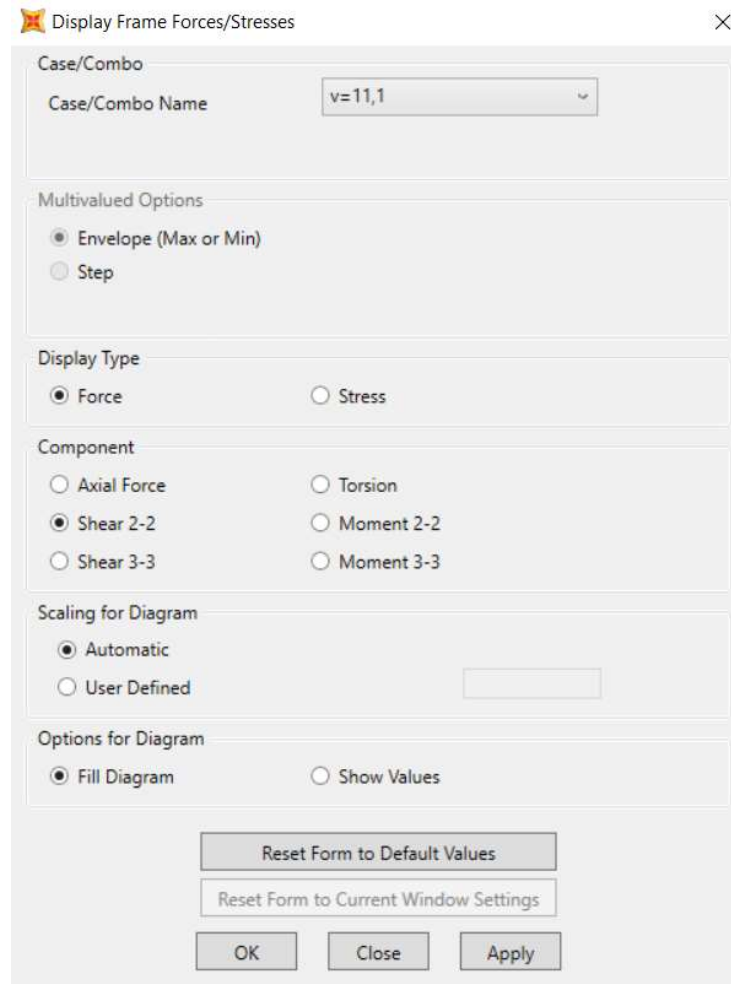 Display Frame Forces/Stresses
Case/Combo
Case/Combo Name
v=11,1
Multivalued Options
Envelope (Max or Min)
Step
Display Type
Force
Stress
Component
Axial Force
Torsion
Shear 2-2
Moment 2-2
Shear 3-3
Moment 3-3
Scaling for Diagram
Automatic
User Defined
Options for Diagram
Fill Diagram
Show Values
Reset Form to Default Values
Reset Form to Current Window Settings
OK
Close
Apply